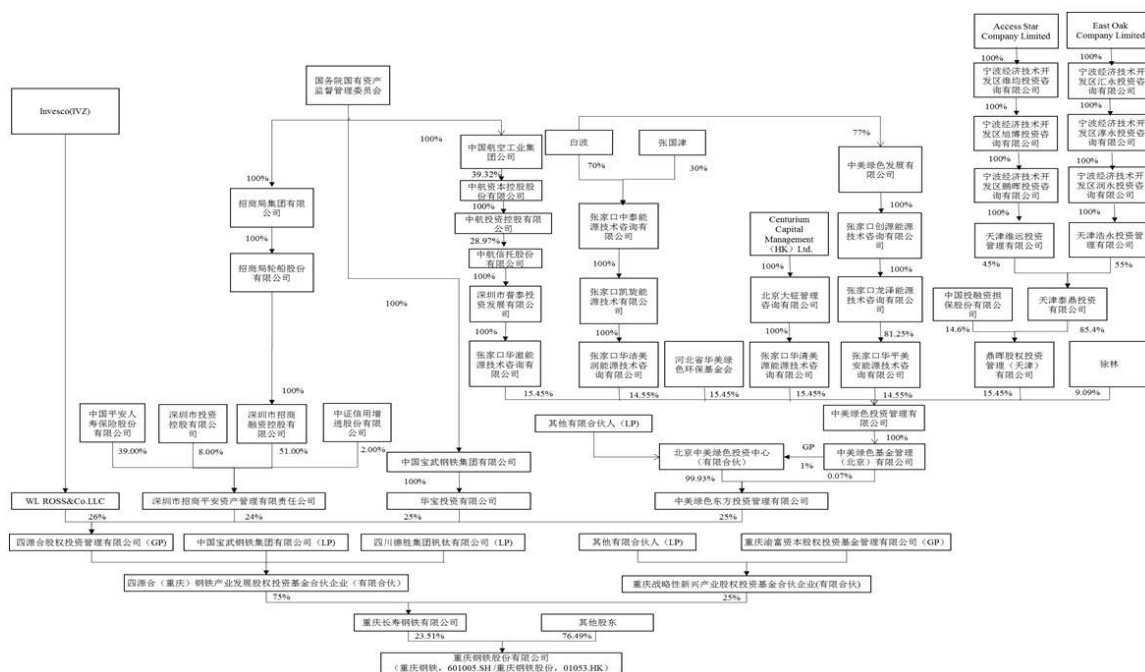 Access Star
Company Limited
East Oak
Company Limited
100%
100%
国务院国有资产
监督管理委员会
宁波经济技术开
发区维均投资咨
询有限公司
宁波经济技术开
发区汇永投资咨
询有限公司
Invesco(IVZ)
100%
100%
100%
77%
白波
张国津
宁波经济技术开
发区旭博投资咨
询有限公司
宁波经济技术开
发区淳永投资咨
询有限公司
中国航空工业集
团公司
中美绿色发展有
限公司
70%
30%
39.32%
100%
100%
100%
中航资本控股股
份有限公司
宁波经济技术开
发区鹏晖投资咨
询有限公司
宁波经济技术开
发区润永投资咨
询有限公司
招商局集团有
限公司
100%
100%
100%
100%
中航投资控股有
限公司
张家口中泰能
源技术咨询有
限公司
Centurium
Capital
Management
(HK) Ltd.
张家口创源能源
技术咨询有限公
司
天津维远投资
管理有限公司
天津浩永投资管
理有限公司
100%
28.97%
中航信托股份有
限公司
招商局轮船股份
有限公司
100%
100%
100%
100%
100%
45%
55%
深圳市普泰投
资发展有限公
司
张家口凯旋能
源技术有限公
司
北京大钲管理
咨询有限公司
张家口龙泽能源
技术咨询有限公
司
中国投融资担
保股份有限公
司
天津泰鼎投资有
限公司
100%
100%
100%
81.25%
14.6%
85.4%
张家口华澈能
源技术咨询有
限公司
张家口华洁美
润能源技术咨
询有限公司
河北省华美绿
色环保基金会
张家口华清美
源能源技术咨
询有限公司
张家口华平美
安能源技术咨
询有限公司
鼎晖股权投资
管理(天津)
有限公司
徐林
100%
15.45%
14.55%
15.45%
15.45%
14.55%
15.45%
9.09%
中国平安人
寿保险股份
有限公司
深圳市投资
控股有限公
司
深圳市招商
融资控股有
限公司
中证信用增
进股份有限
公司
其他有限合伙人(LP)
中美绿色投资管理有
限公司
39.00%
8.00%
51.00%
2.00%
100%
中国宝武钢铁集团有限公司
北京中美绿色投资中心
(有限合伙)
GP
1%
中美绿色基金管理
(北京)有限公司
100%
99.93%
0.07%
WL ROSS&Co.LLC
深圳市招商平安资产管理有限责任公司
华宝投资有限公司
中美绿色东方投资管理有限公司
26%
24%
25%
25%
四源合股权投资管理有限公司(GP)
中国宝武钢铁集团有限公司(LP)
四川德胜集团钒钛有限公司(LP)
其他有限合伙人(LP)
重庆渝富资本股权投资基金管理有限公司(GP)
四源合(重庆)钢铁产业发展股权投资基金合伙企业(有限合伙)
重庆战略性新兴产业股权投资基金合伙企业(有限合伙)
75%
25%
重庆长寿钢铁有限公司
其他股东
23.51%
76.49%
重庆钢铁股份有限公司
(重庆钢铁,601005.SH /重庆钢铁股份,01053.HK)